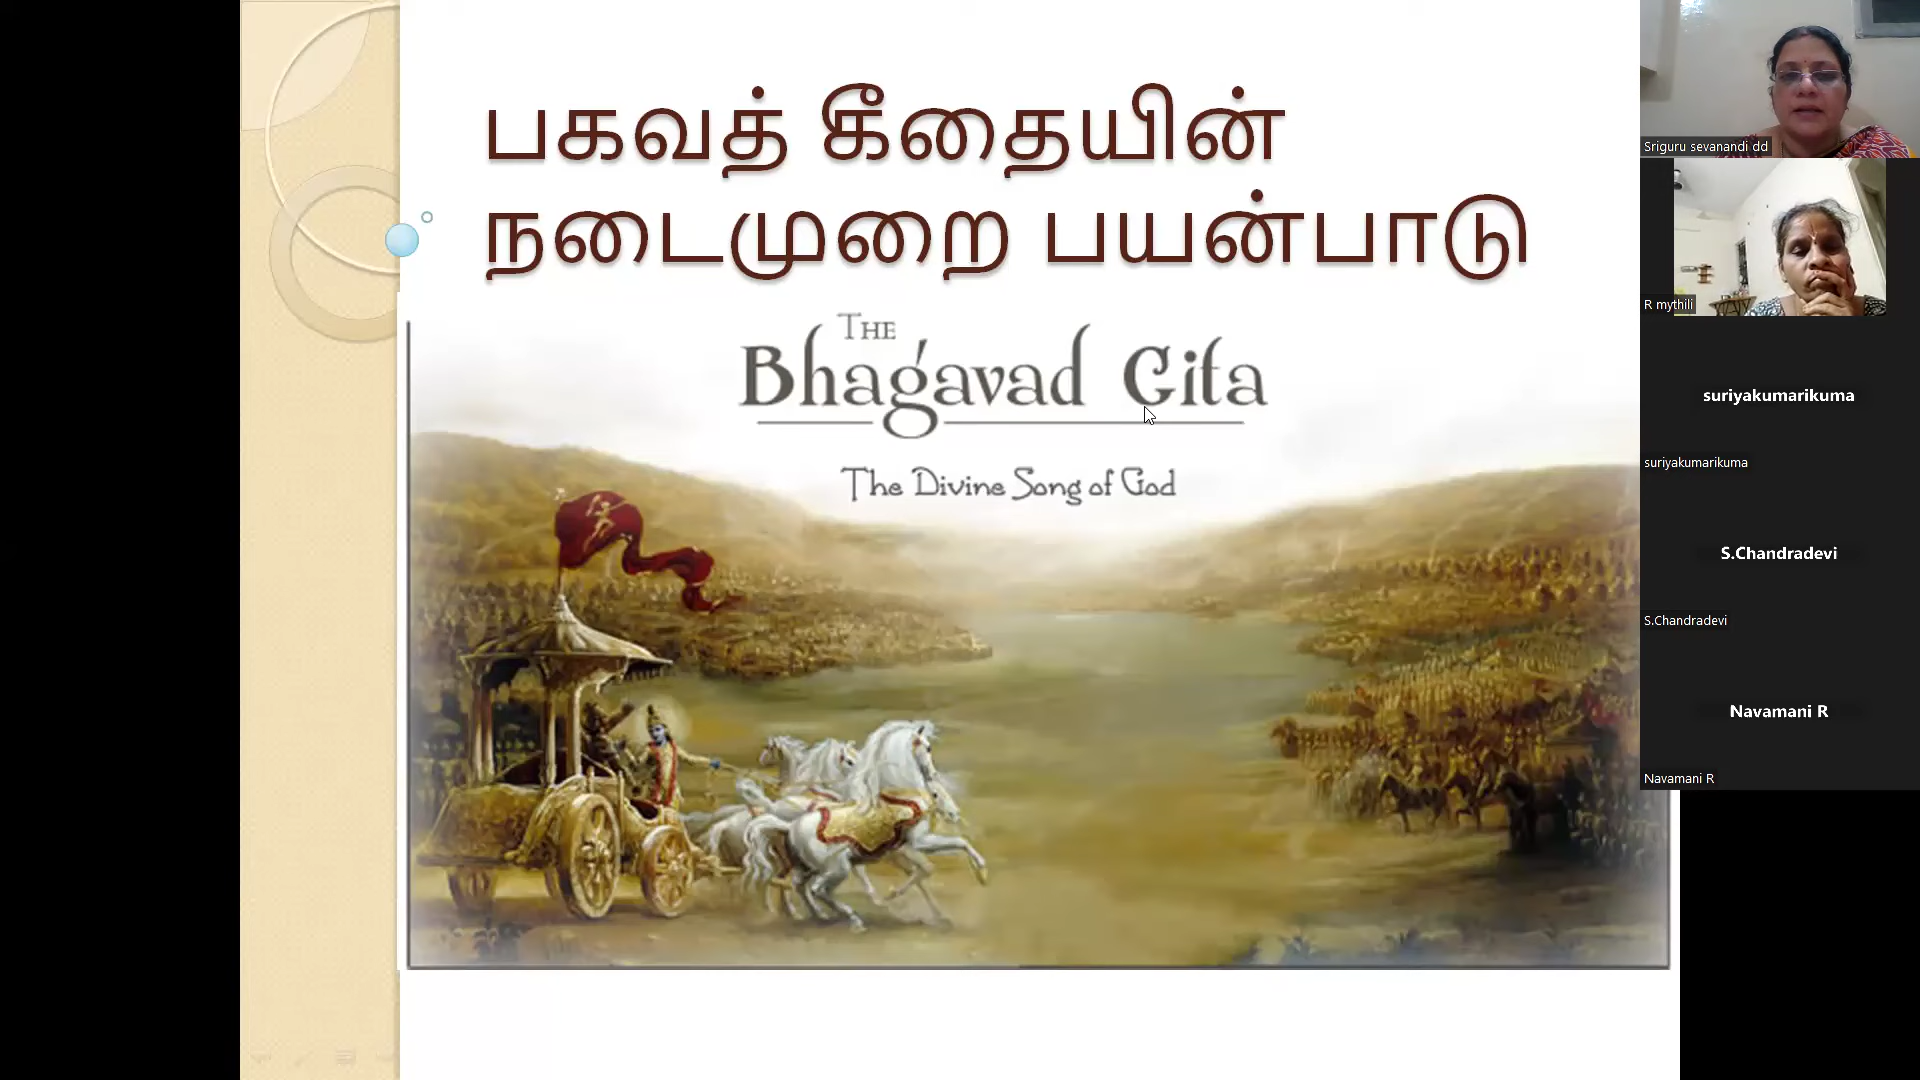 பகவத் கீதையின்
நடைமுறை பயன்பாடு
THE
Bhagavad Gita
The Divine Song of God
Sriguru sevanandi dd
R mythili
suriyakumarikuma
suriyakumarikuma
S.Chandradevi
S.Chandradevi
Navamani R
Navamani R